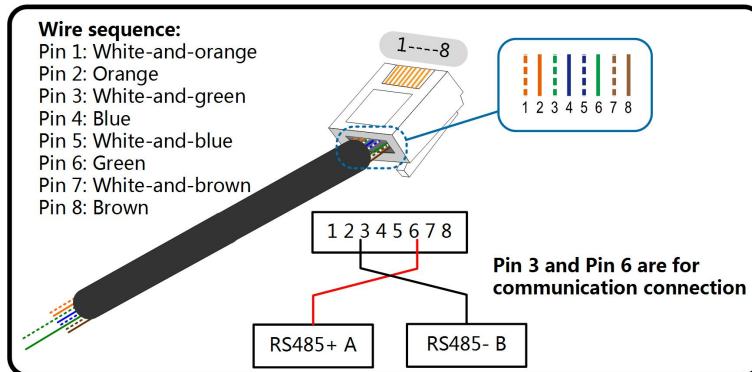 Wire sequence:
Pin 1: White-and-orange
Pin 2: Orange
Pin 3: White-and-green
Pin 4: Blue
Pin 5: White-and-blue
Pin 6: Green
Pin 7: White-and-brown
Pin 8: Brown
1----8
1 2 3 4 5 6 7 8
1 2 3 4 5 6 7 8
Pin 3 and Pin 6 are for
communication connection
RS485+ A
RS485- B